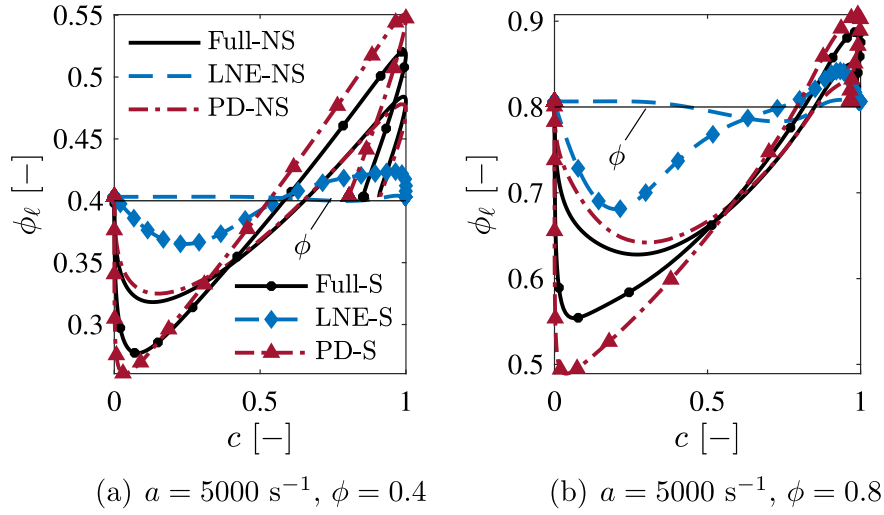 0.55
0.5
0.45
0.4
0.35
0.3
ϕℓ [−]
Full-NS
LNE-NS
PD-NS
ϕ
Full-S
LNE-S
PD-S
0 0.5 1
c [−]
(a) a = 5000 s⁻¹, ϕ = 0.4
0.9
0.8
0.7
0.6
0.5
ϕℓ [−]
ϕ
0 0.5 1
c [−]
(b) a = 5000 s⁻¹, ϕ = 0.8